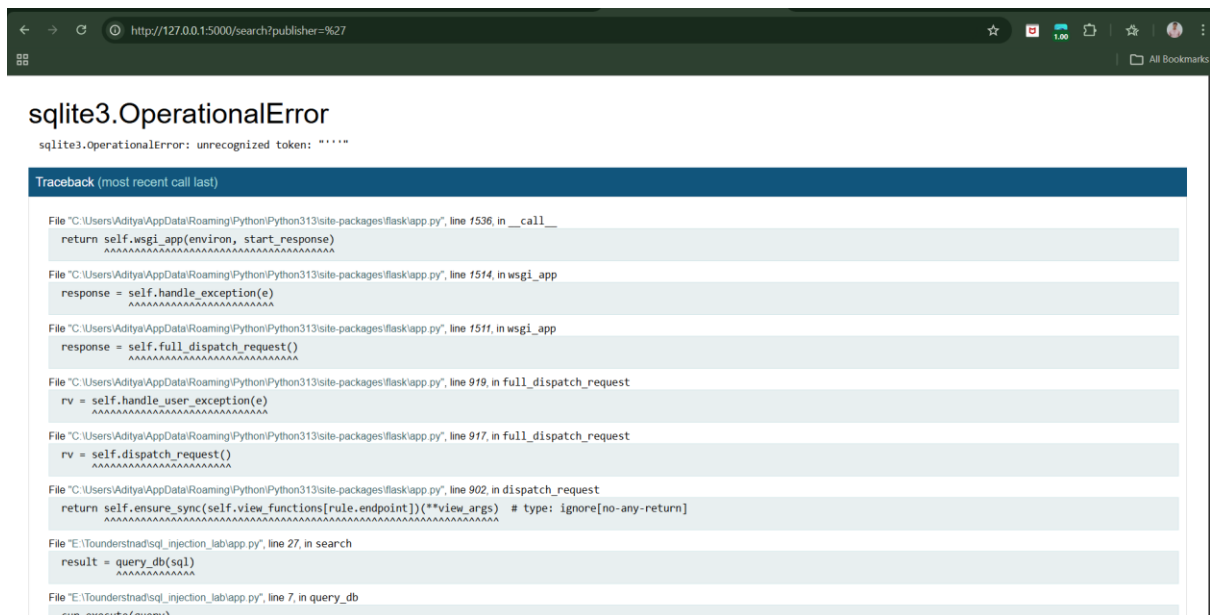 http://127.0.0.1:5000/search?publisher=%27
1.00
All Bookmarks
sqlite3.OperationalError
sqlite3.OperationalError: unrecognized token: "'''"
Traceback (most recent call last)
File "C:\Users\Aditya\AppData\Roaming\Python\Python313\site-packages\flask\app.py", line 1536, in __call__
return self.wsgi_app(environ, start_response)
^^^^^^^^^^^^^^^^^^^^^^^^^^^^^^^^^^^^^^
File "C:\Users\Aditya\AppData\Roaming\Python\Python313\site-packages\flask\app.py", line 1514, in wsgi_app
response = self.handle_exception(e)
^^^^^^^^^^^^^^^^^^^^^^^^
File "C:\Users\Aditya\AppData\Roaming\Python\Python313\site-packages\flask\app.py", line 1511, in wsgi_app
response = self.full_dispatch_request()
^^^^^^^^^^^^^^^^^^^^^^^^^^^^
File "C:\Users\Aditya\AppData\Roaming\Python\Python313\site-packages\flask\app.py", line 919, in full_dispatch_request
rv = self.handle_user_exception(e)
^^^^^^^^^^^^^^^^^^^^^^^^^^^^
File "C:\Users\Aditya\AppData\Roaming\Python\Python313\site-packages\flask\app.py", line 917, in full_dispatch_request
rv = self.dispatch_request()
^^^^^^^^^^^^^^^^^^^^^^^
File "C:\Users\Aditya\AppData\Roaming\Python\Python313\site-packages\flask\app.py", line 902, in dispatch_request
return self.ensure_sync(self.view_functions[rule.endpoint])(**view_args)  # type: ignore[no-any-return]
^^^^^^^^^^^^^^^^^^^^^^^^^^^^^^^^^^^^^^^^^^^^^^^^^^^^^^^^^^^^^^^^^
File "E:\Tounderstnad\sql_injection_lab\app.py", line 27, in search
result = query_db(sql)
^^^^^^^^^^^^^
File "E:\Tounderstnad\sql_injection_lab\app.py", line 7, in query_db